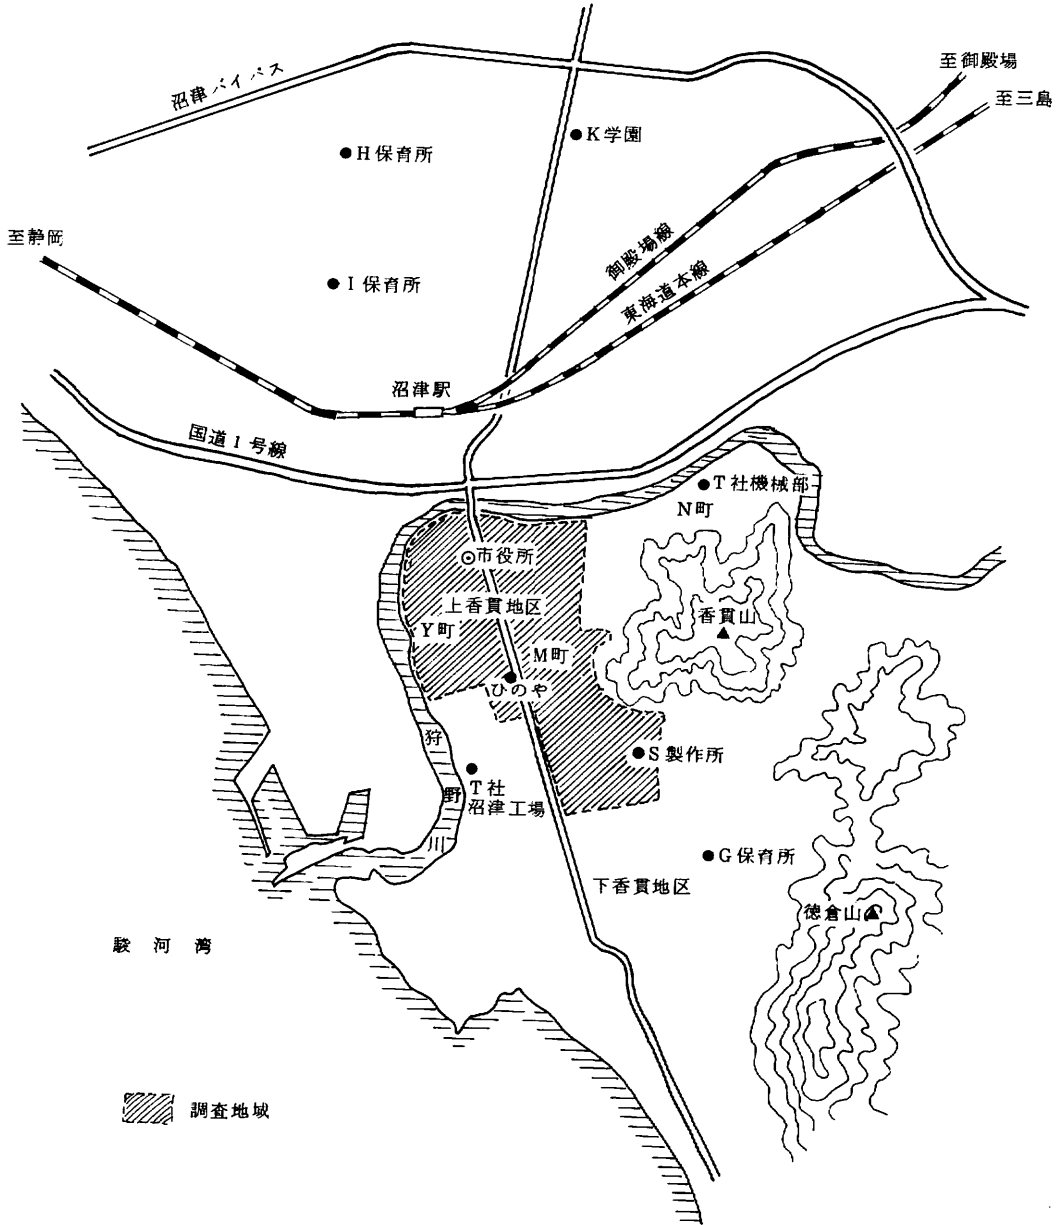 至御殿場
至三島
沼津バイパス
K学園
H保育所
至静岡
御殿場線
I保育所
東海道本線
沼津駅
国道1号線
T社機械部
N町
市役所
上香貫地区
香貫山
Y町
M町
ひのや
狩野川
S製作所
T社
沼津工場
G保育所
下香貫地区
徳倉山
駿河湾
調査地域